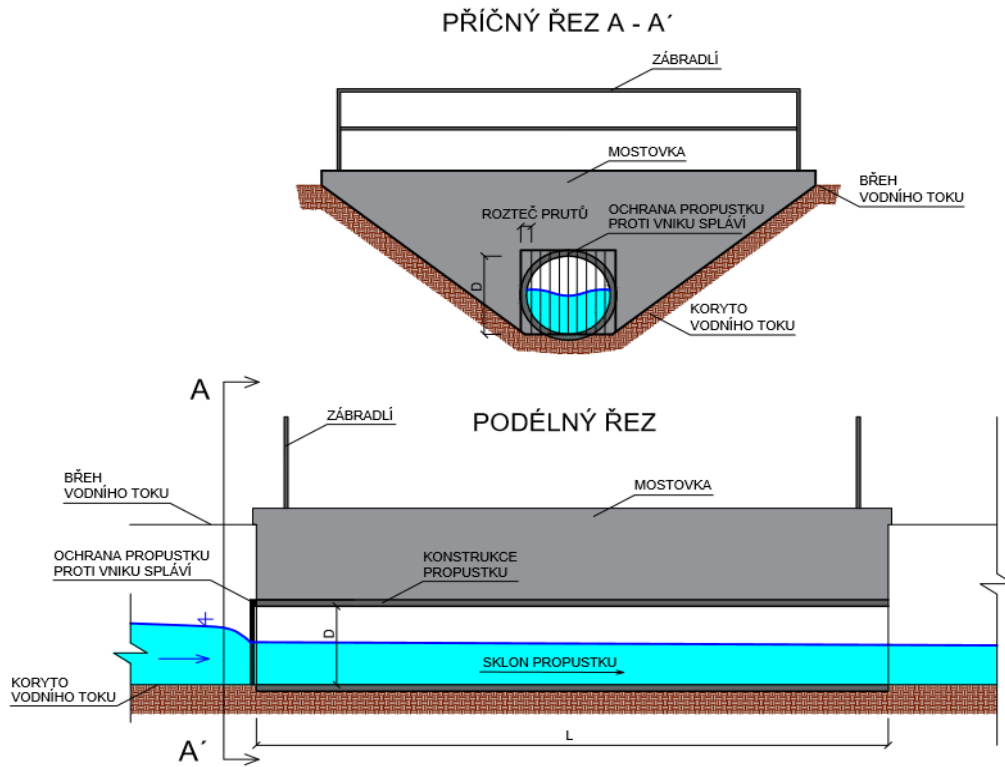 PŘÍČNÝ ŘEZ A - A´
ZÁBRADLÍ
MOSTOVKA
BŘEH
VODNÍHO TOKU
ROZTEČ PRUTŮ
OCHRANA PROPUSTKU
PROTI VNIKU SPLÁVÍ
D
KORYTO
VODNÍHO TOKU
A
ZÁBRADLÍ
PODÉLNÝ ŘEZ
BŘEH
VODNÍHO TOKU
MOSTOVKA
OCHRANA PROPUSTKU
PROTI VNIKU SPLÁVÍ
KONSTRUKCE
PROPUSTKU
D
SKLON PROPUSTKU
KORYTO
VODNÍHO TOKU
L
A´